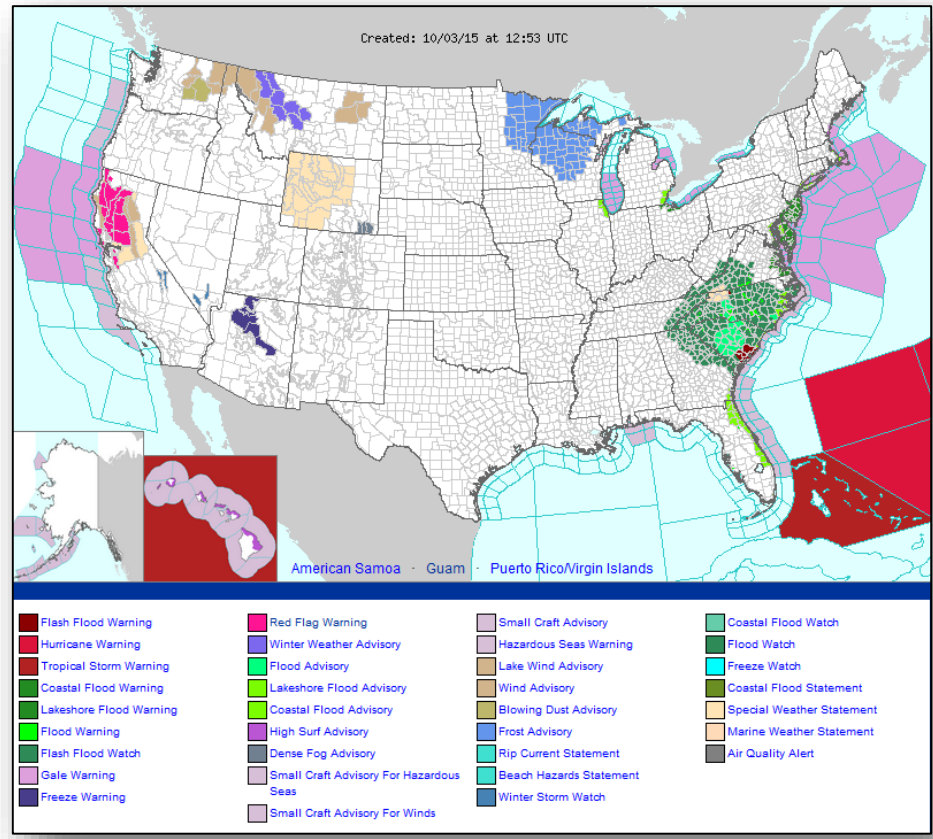 Created: 10/03/15 at 12:53 UTC
American Samoa · Guam · Puerto Rico/Virgin Islands
Flash Flood Warning
Hurricane Warning
Tropical Storm Warning
Coastal Flood Warning
Lakeshore Flood Warning
Flood Warning
Flash Flood Watch
Gale Warning
Freeze Warning
Red Flag Warning
Winter Weather Advisory
Flood Advisory
Lakeshore Flood Advisory
Coastal Flood Advisory
High Surf Advisory
Dense Fog Advisory
Small Craft Advisory For Hazardous
Seas
Small Craft Advisory For Winds
Small Craft Advisory
Hazardous Seas Warning
Lake Wind Advisory
Wind Advisory
Blowing Dust Advisory
Frost Advisory
Rip Current Statement
Beach Hazards Statement
Winter Storm Watch
Coastal Flood Watch
Flood Watch
Freeze Watch
Coastal Flood Statement
Special Weather Statement
Marine Weather Statement
Air Quality Alert